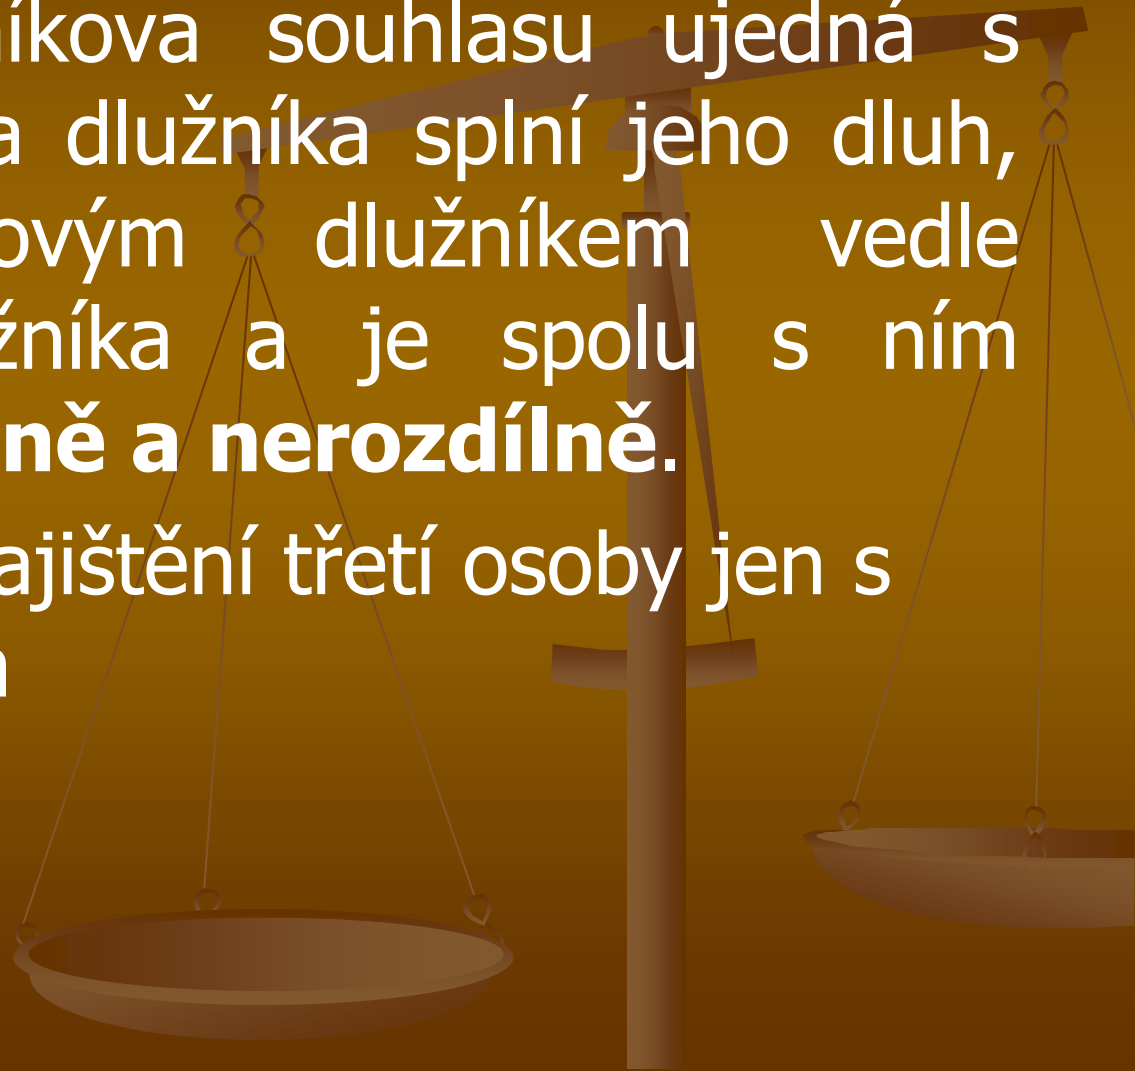 íkova souhlasu ujedná s
a dlužníka splní jeho dluh,
ovým dlužníkem vedle
žníka a je spolu s ním
ně a nerozdílně.
ajištění třetí osoby jen s